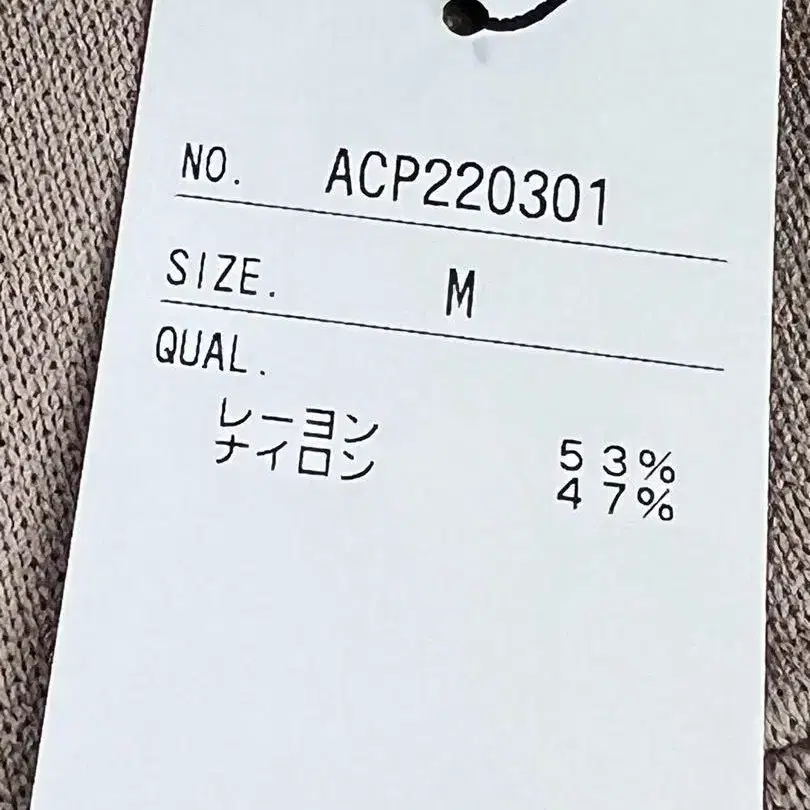 NO. ACP220301
SIZE. M
QUAL.
レーヨン 53%
ナイロン 47%